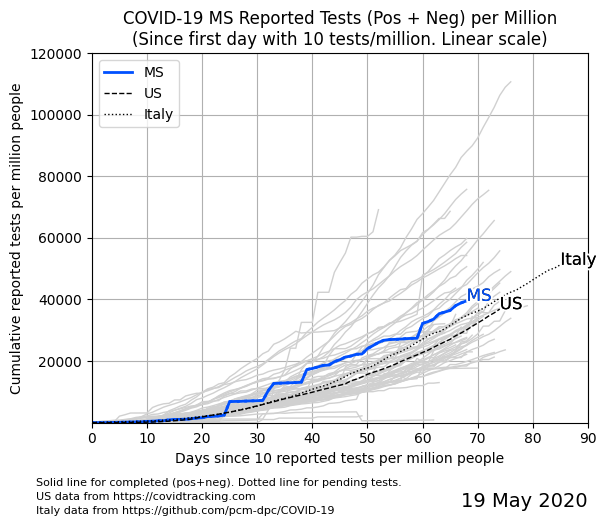 COVID-19 MS Reported Tests (Pos + Neg) per Million
(Since first day with 10 tests/million. Linear scale)
Cumulative reported tests per million people
120000
100000
80000
60000
40000
20000
MS
US
Italy
Italy
MS
US
0 10 20 30 40 50 60 70 80 90
Days since 10 reported tests per million people
Solid line for completed (pos+neg). Dotted line for pending tests.
US data from https://covidtracking.com
Italy data from https://github.com/pcm-dpc/COVID-19
19 May 2020